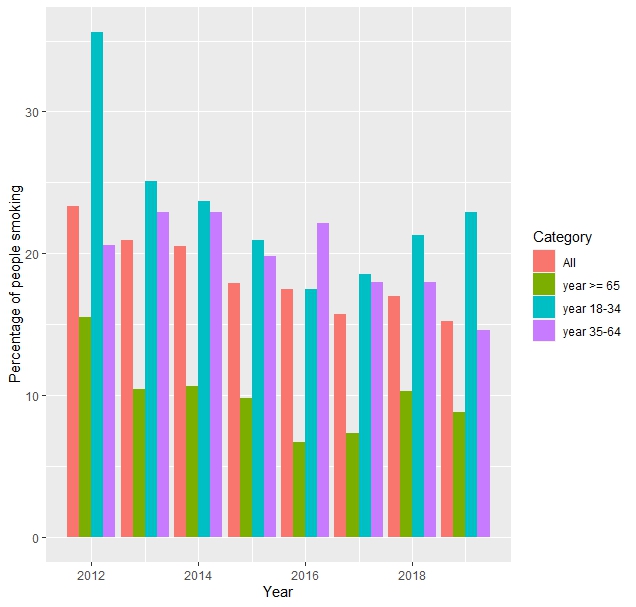 Percentage of people smoking
30
20
10
0
2012 2014 2016 2018
Year
Category
All
year >= 65
year 18-34
year 35-64